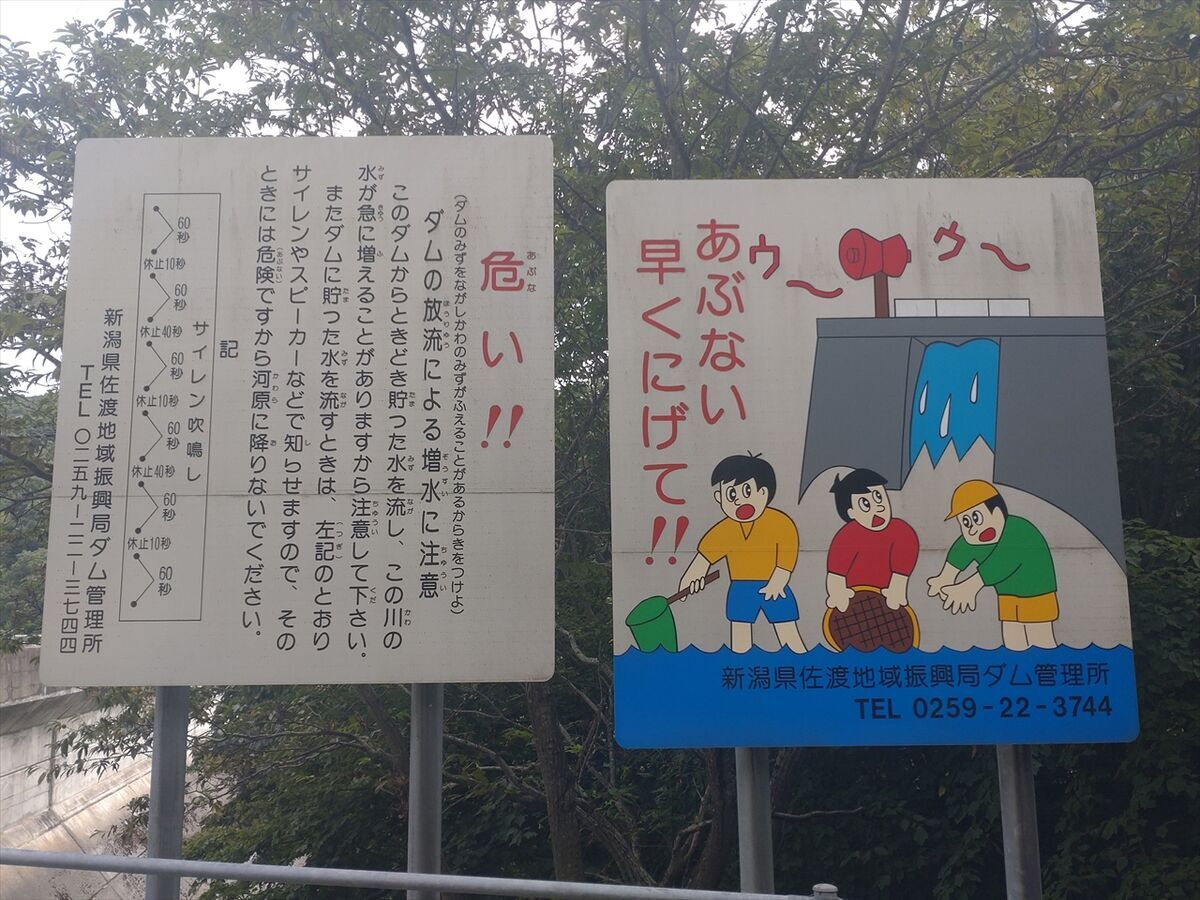 危い!!
(ダムのみずをながしかわのみずがふえることがあるからきをつけよ)
ダムの放流による増水に注意
このダムからときどき貯った水を流し、この川の
水が急に増えることがありますから注意して下さい。
またダムに貯った水を流すときは、左記のとおり
サイレンやスピーカーなどで知らせますので、その
ときには危険ですから河原に降りないでください。
記
サイレン吹鳴し
60秒
休止10秒
60秒
休止40秒
60秒
休止10秒
60秒
休止40秒
60秒
休止10秒
60秒
新潟県佐渡地域振興局ダム管理所
TEL〇二五九―二二―三七四四
ウ〜
ウ〜
あぶない
早くにげて!!
新潟県佐渡地域振興局ダム管理所
TEL 0259-22-3744